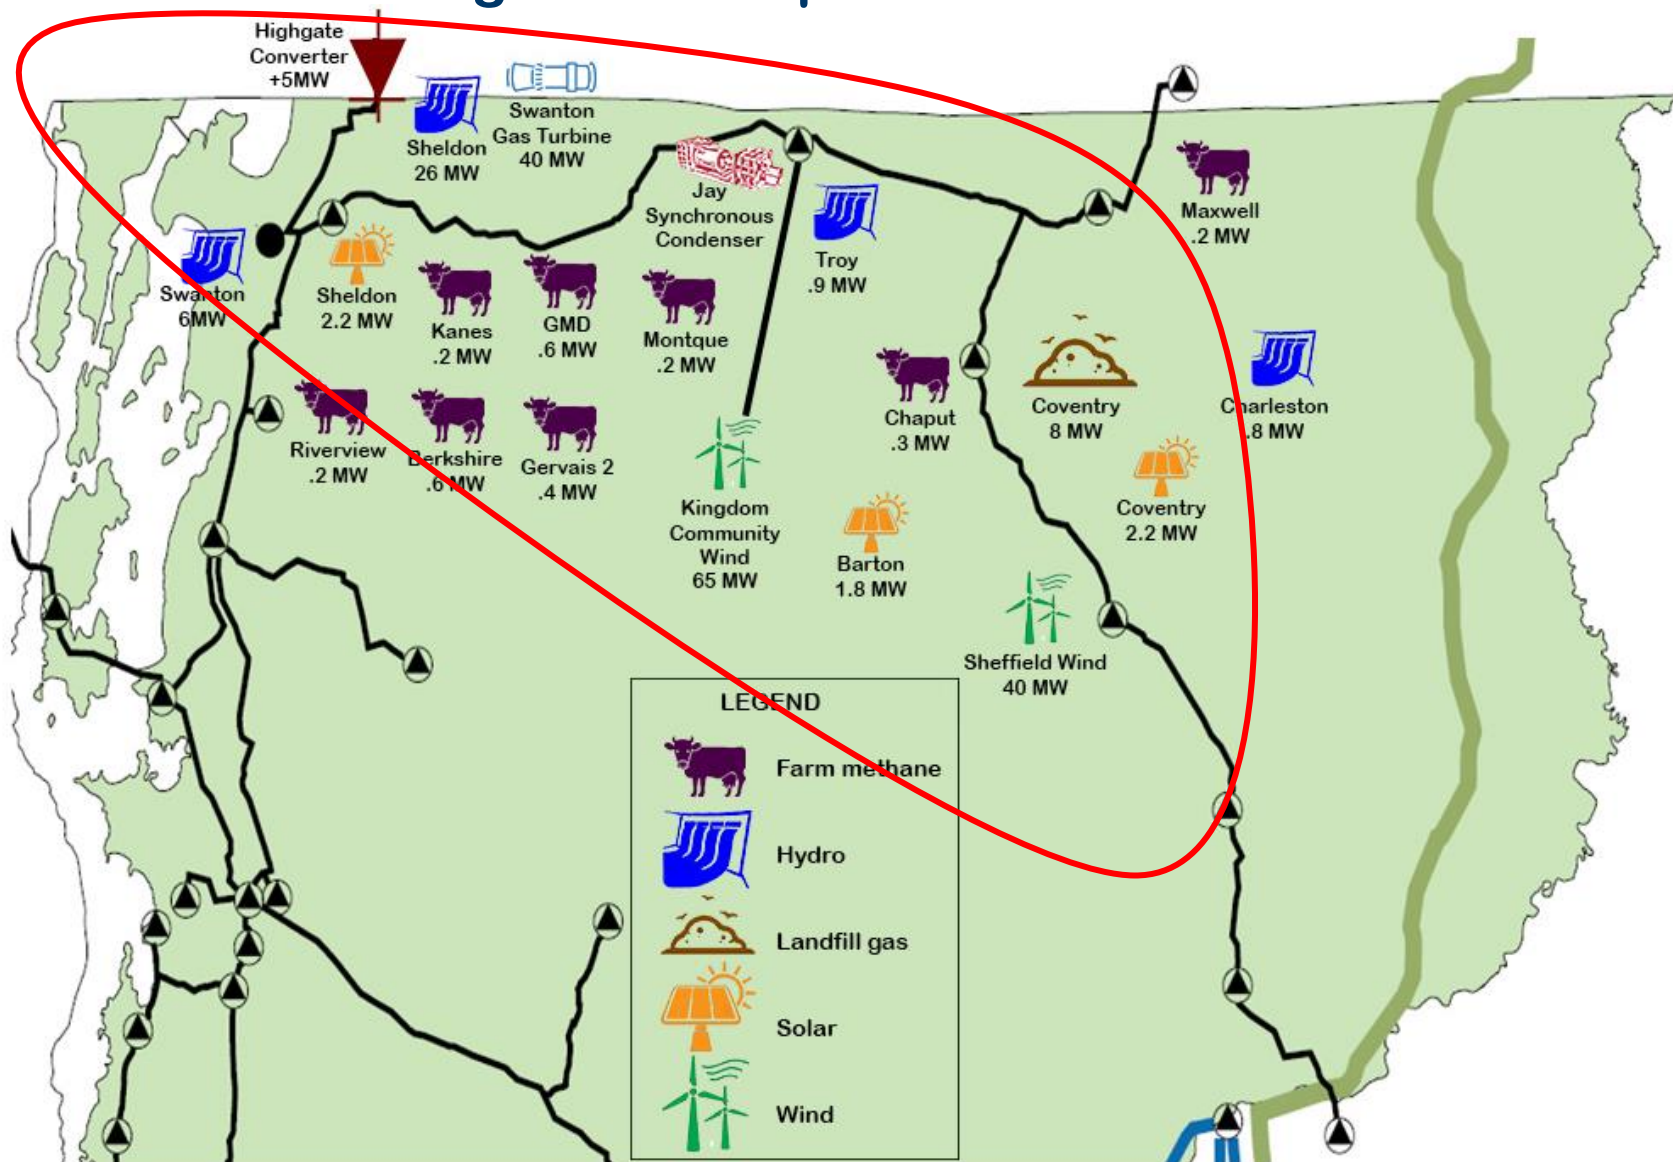 Highgate
Converter
+5MW
Sheldon
26 MW
Swanton
Gas Turbine
40 MW
Jay
Synchronous
Condenser
Troy
.9 MW
Maxwell
.2 MW
Swanton
6MW
Sheldon
2.2 MW
Kanes
.2 MW
GMD
.6 MW
Montque
.2 MW
Chaput
.3 MW
Coventry
8 MW
Charleston
.8 MW
Riverview
.2 MW
Berkshire
.6 MW
Gervais 2
.4 MW
Kingdom
Community
Wind
65 MW
Barton
1.8 MW
Coventry
2.2 MW
Sheffield Wind
40 MW
LEGEND
Farm methane
Hydro
Landfill gas
Solar
Wind